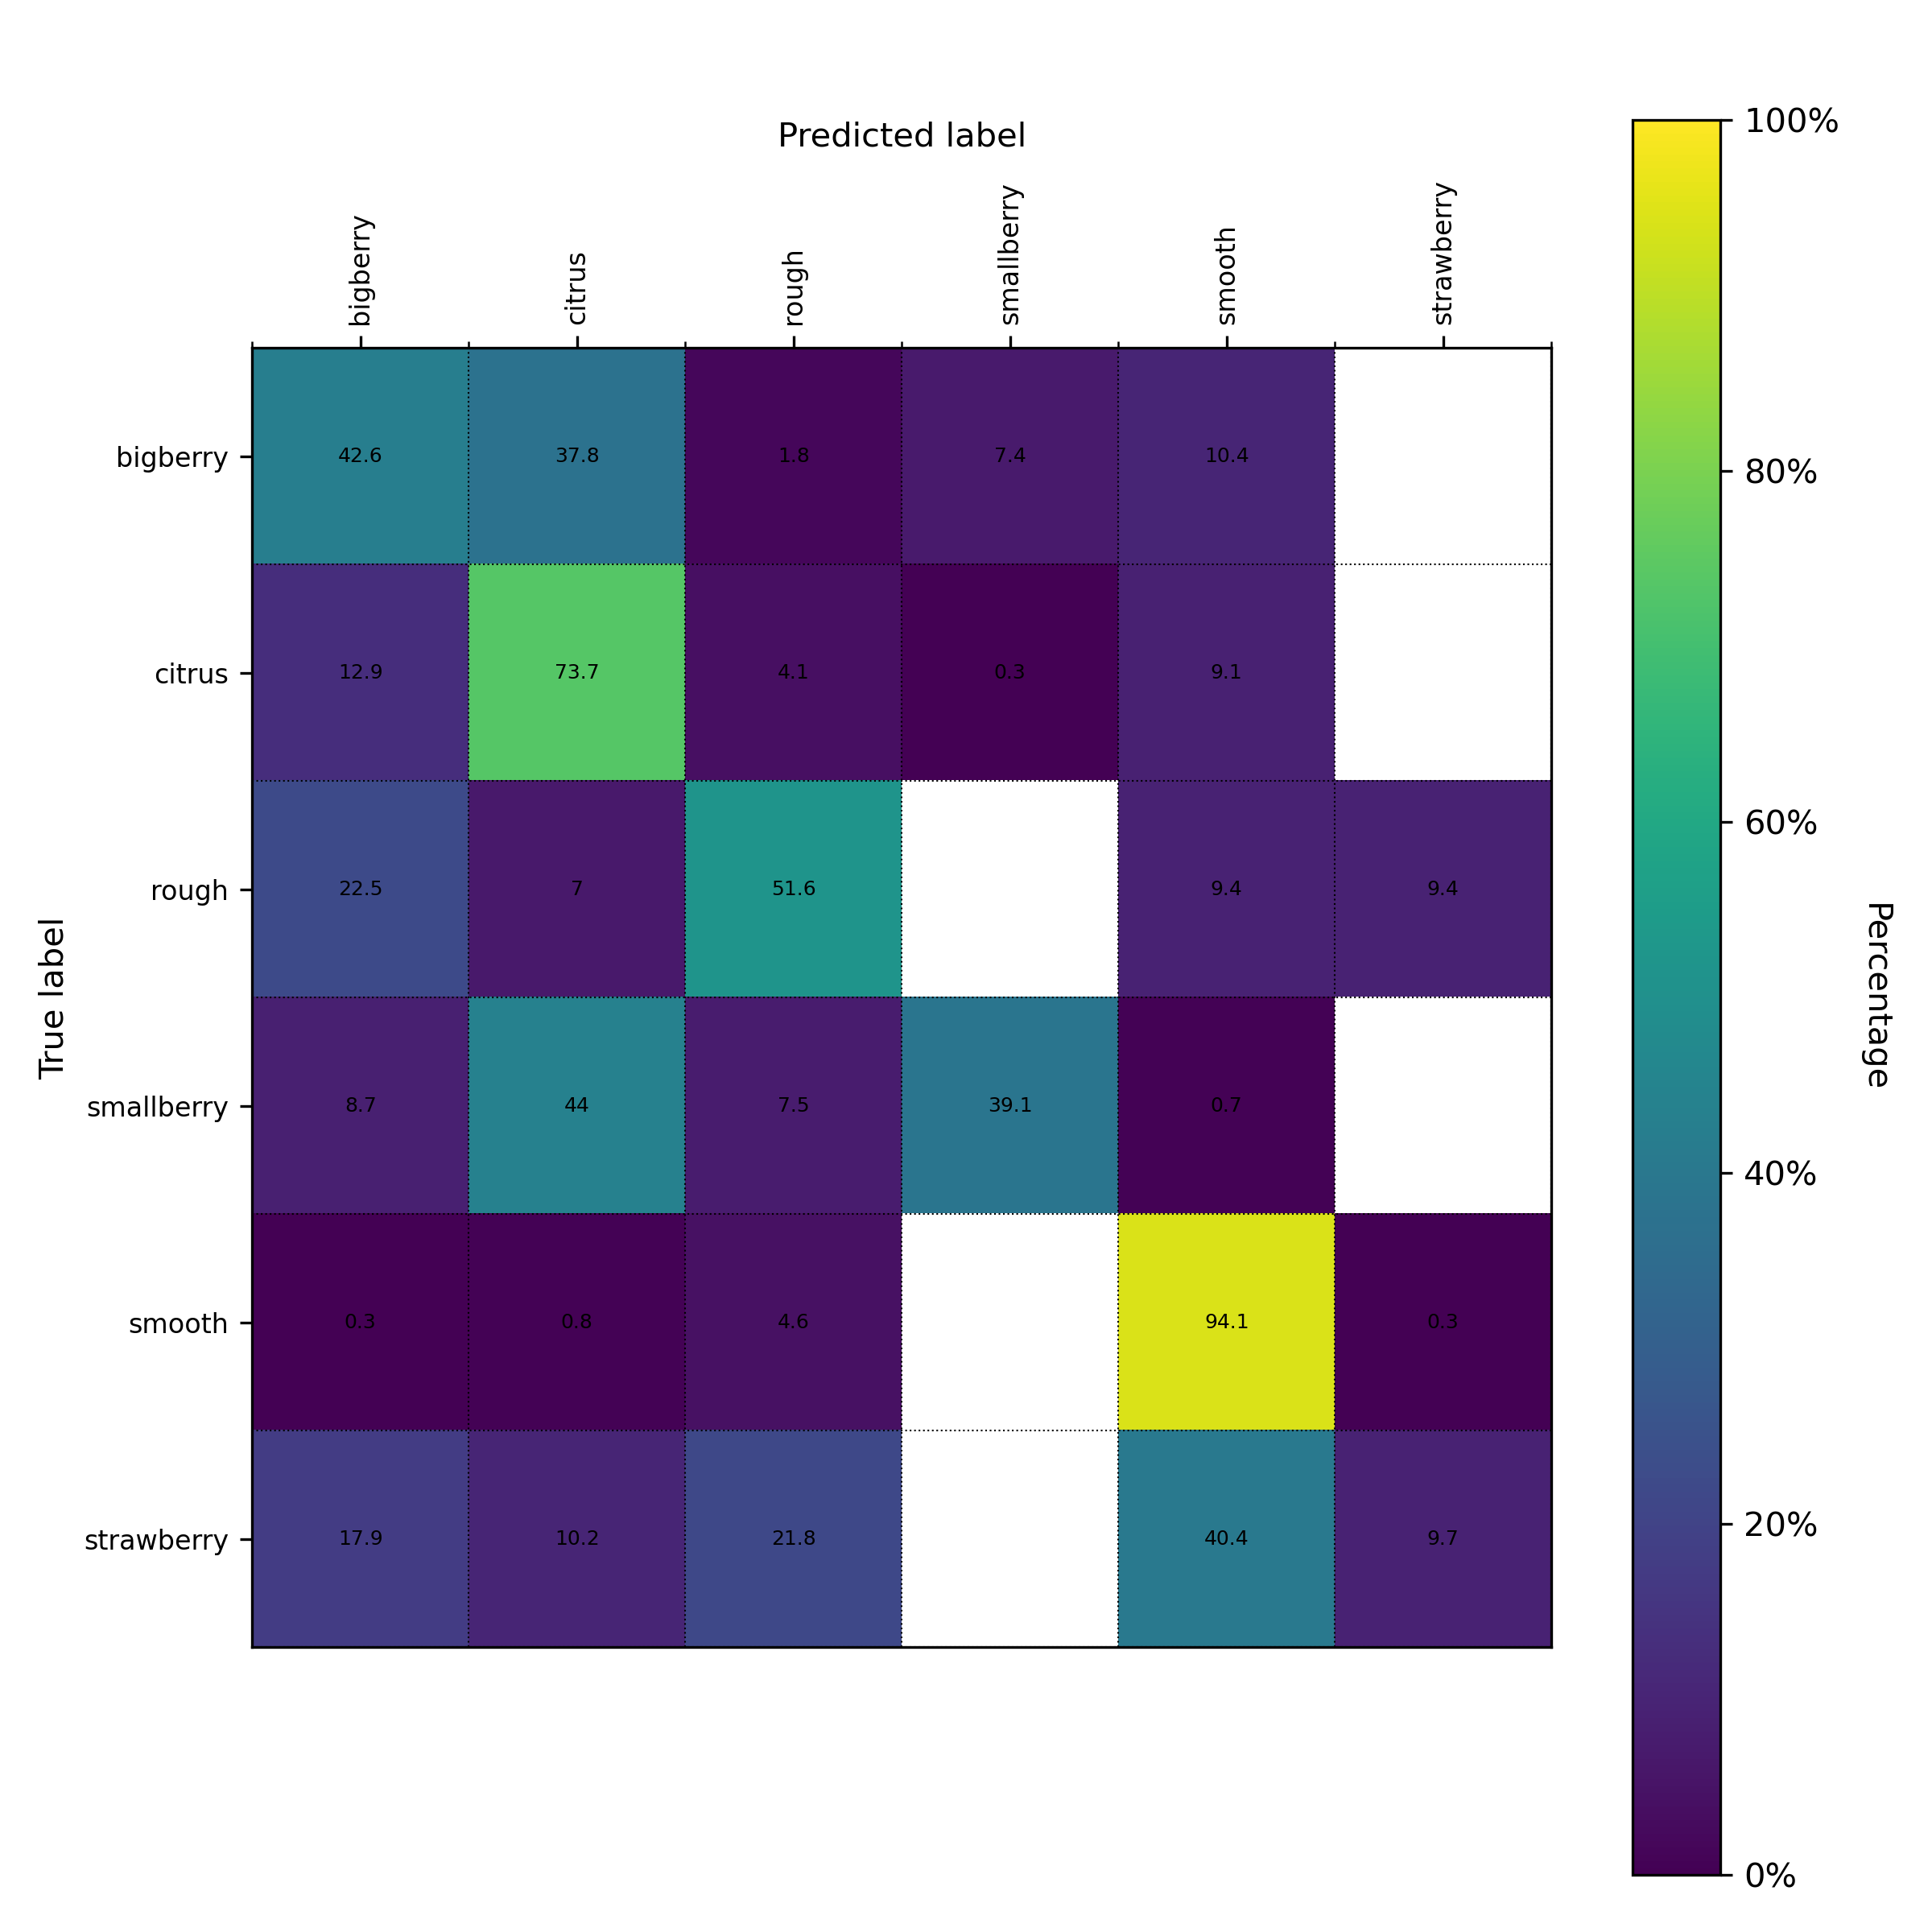 Predicted label
bigberry
citrus
rough
smallberry
smooth
strawberry
True label
bigberry 42.6 37.8 1.8 7.4 10.4
citrus 12.9 73.7 4.1 0.3 9.1
rough 22.5 7 51.6 9.4 9.4
smallberry 8.7 44 7.5 39.1 0.7
smooth 0.3 0.8 4.6 94.1 0.3
strawberry 17.9 10.2 21.8 40.4 9.7
100%
80%
60%
40%
20%
0%
Percentage